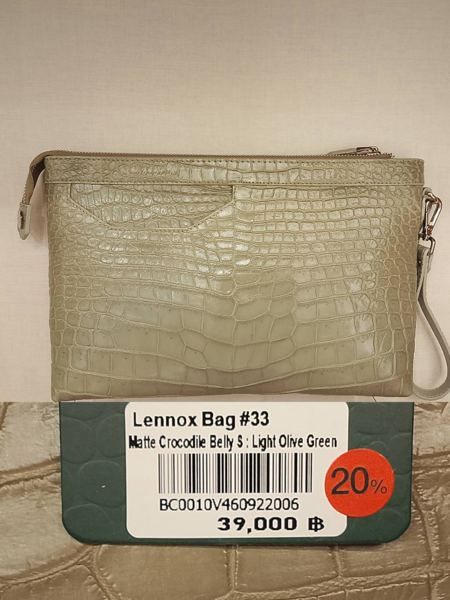 Lennox Bag #33
Matte Crocodile Belly S : Light Olive Green
BC0010V460922006
20%
39,000 ฿